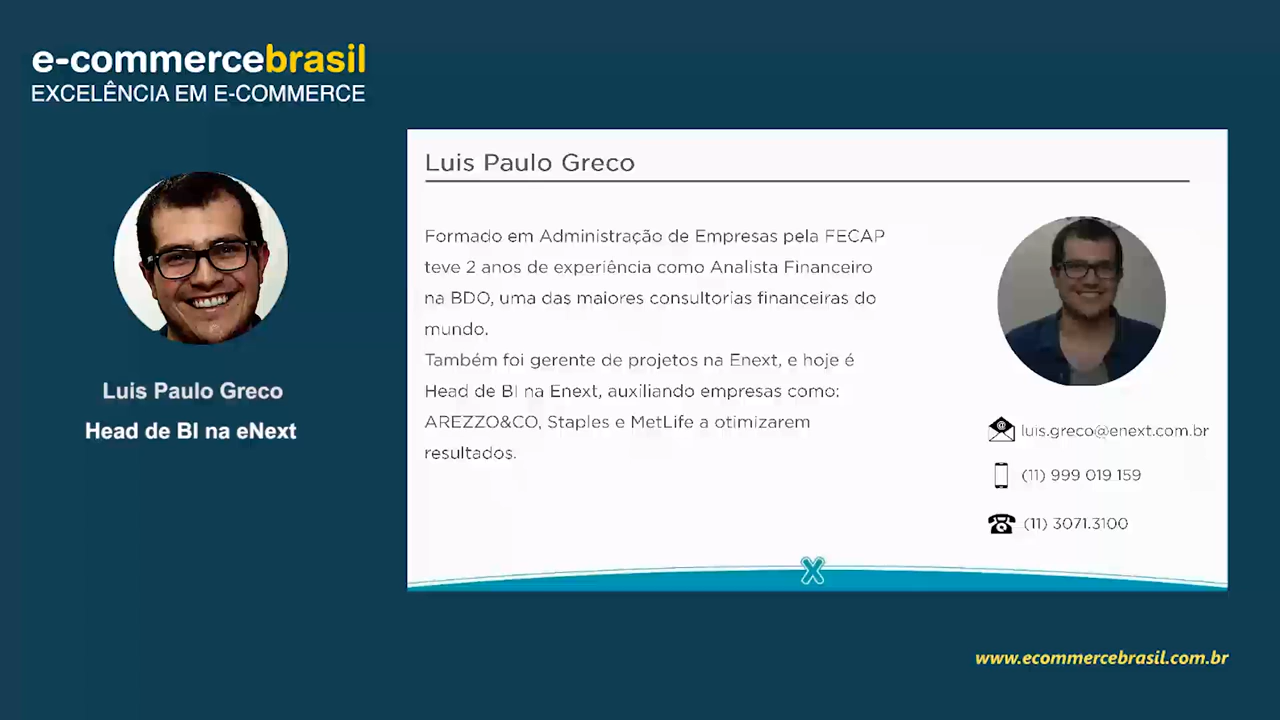 e-commercebrasil
EXCELÊNCIA EM E-COMMERCE
Luis Paulo Greco
Head de BI na eNext
Luis Paulo Greco
Formado em Administração de Empresas pela FECAP
teve 2 anos de experiência como Analista Financeiro
na BDO, uma das maiores consultorias financeiras do
mundo.
Também foi gerente de projetos na Enext, e hoje é
Head de BI na Enext, auxiliando empresas como:
AREZZO&CO, Staples e MetLife a otimizarem
resultados.
luis.greco@enext.com.br
(11) 999 019 159
(11) 3071.3100
X
www.ecommercebrasil.com.br